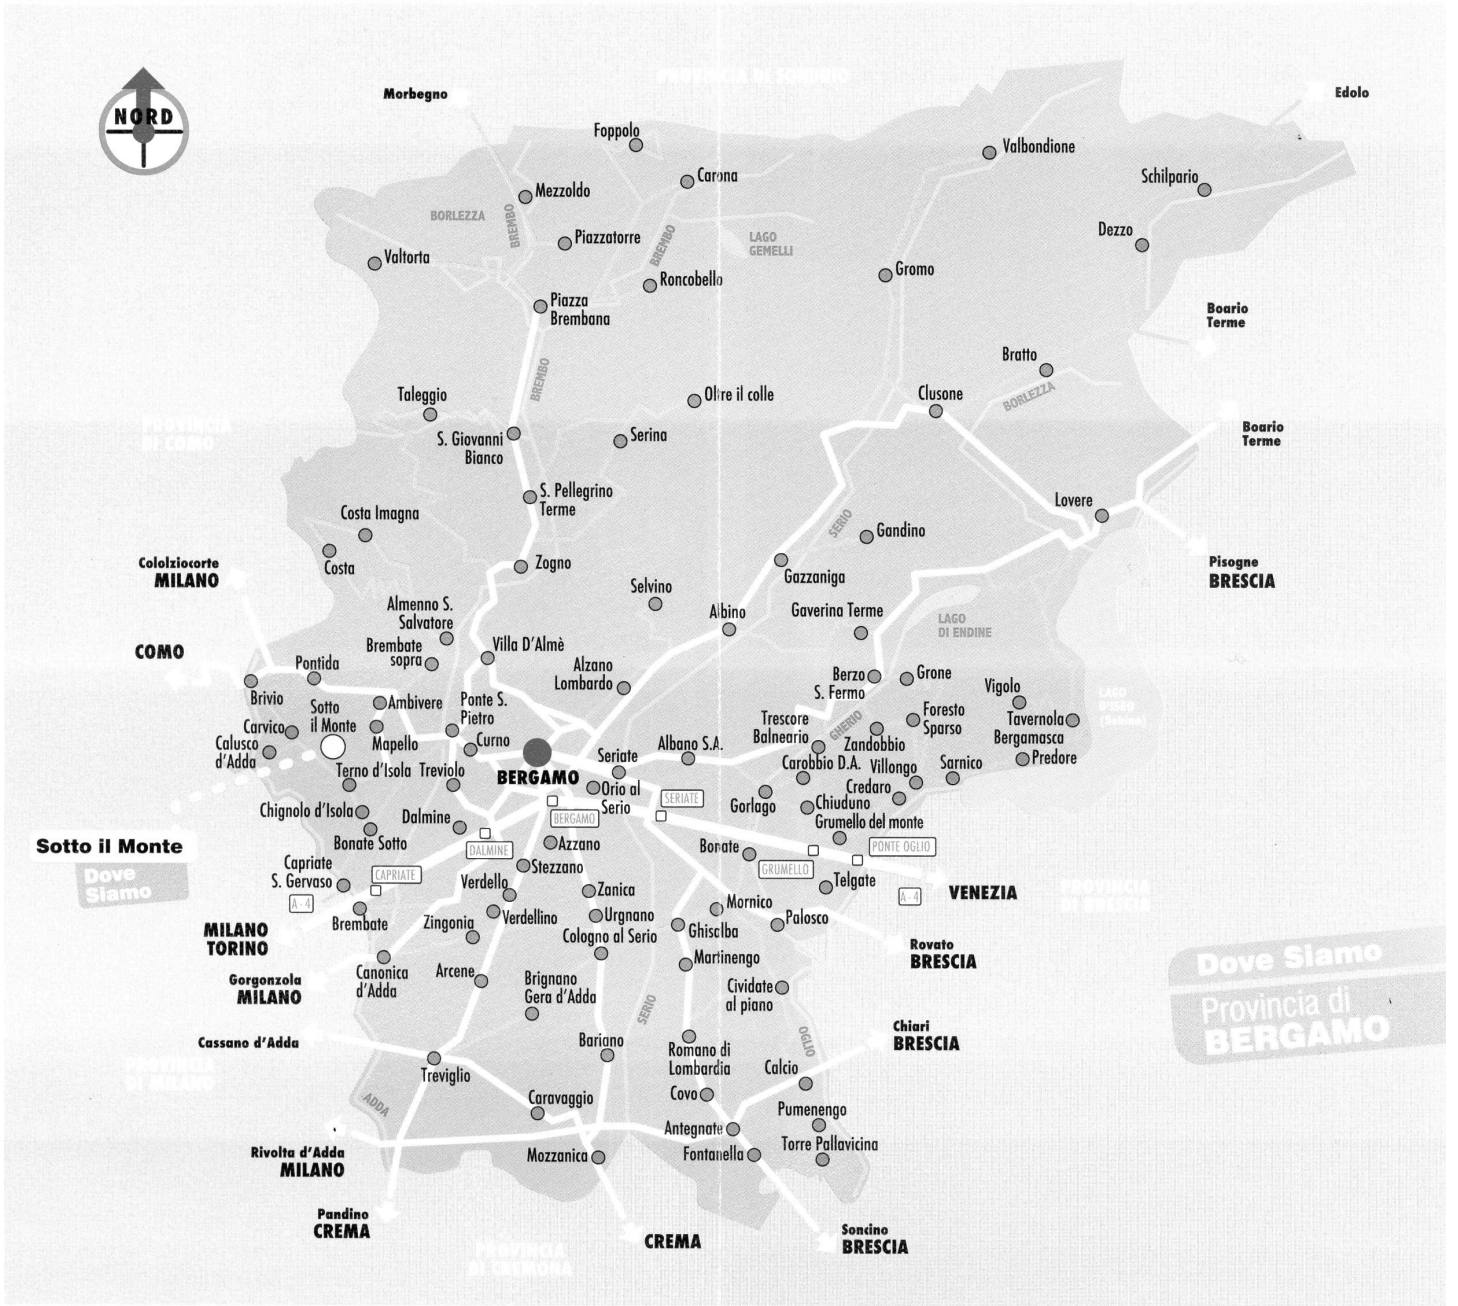 PROVINCIA DI SONDRIO
NORD
Morbegno
Edolo
Foppolo
Valbondione
Carona
Schilpario
Mezzoldo
BORLEZZA
BREMBO
Piazzatorre
BREMBO
LAGO
GEMELLI
Dezzo
Valtorta
Gromo
Roncobello
Piazza
Brembana
Boario
Terme
BREMBO
Bratto
BORLEZZA
Taleggio
Oltre il colle
Clusone
PROVINCIA
DI COMO
S. Giovanni
Bianco
Serina
Boario
Terme
S. Pellegrino
Terme
Lovere
Costa Imagna
SERIO
Gandino
Costa
Zogno
Gazzaniga
Cololziocorte
MILANO
Pisogne
BRESCIA
Selvino
Almenno S.
Salvatore
Albino
Gaverina Terme
LAGO
DI ENDINE
Brembate
sopra
Villa D'Almè
COMO
Pontida
Alzano
Lombardo
Berzo
S. Fermo
Grone
Vigolo
LAGO
D'ISEO
(Sebino)
Brivio
Ambivere
Ponte S.
Pietro
Sotto
il Monte
Carvico
Mapello
Curno
Trescore
Balneario
GHERIO
Foresto
Sparso
Tavernola
Bergamasca
Calusco
d'Adda
Zandobbio
Seriate
Albano S.A.
Predore
Terno d'Isola
Treviolo
BERGAMO
Carobbio D.A.
Villongo
Sarnico
Orio al
Serio
SERIATE
Credaro
Gorlago
Chiuduno
Chignolo d'Isola
Dalmine
BERGAMO
Grumello del monte
Bonate Sotto
DALMINE
Azzano
Borate
PONTE OGLIO
Sotto il Monte
Dove
Siamo
Capriate
S. Gervaso
CAPRIATE
Stezzano
GRUMELLO
Verdello
Zanica
Telgate
A-4
A-4
VENEZIA
PROVINCIA
DI BRESCIA
Brembate
Verdellino
Urgnano
Mornico
Zingonia
Ghisalba
Palosco
MILANO
TORINO
Cologno al Serio
Rovato
BRESCIA
Martinengo
Gorgonzola
MILANO
Canonica
d'Adda
Arcene
Brignano
Gera d'Adda
Cividate
al piano
Dove Siamo
Provincia di
BERGAMO
SERIO
OGLIO
Chiari
BRESCIA
Cassano d'Adda
Bariano
Romano di
Lombardia
PROVINCIA
DI MILANO
Treviglio
Calcio
ADDA
Caravaggio
Covo
Pumenengo
Antegnate
Torre Pallavicina
Rivolta d'Adda
MILANO
Mozzanica
Fontanella
Pandino
CREMA
Soncino
BRESCIA
CREMA
PROVINCIA
DI CREMONA